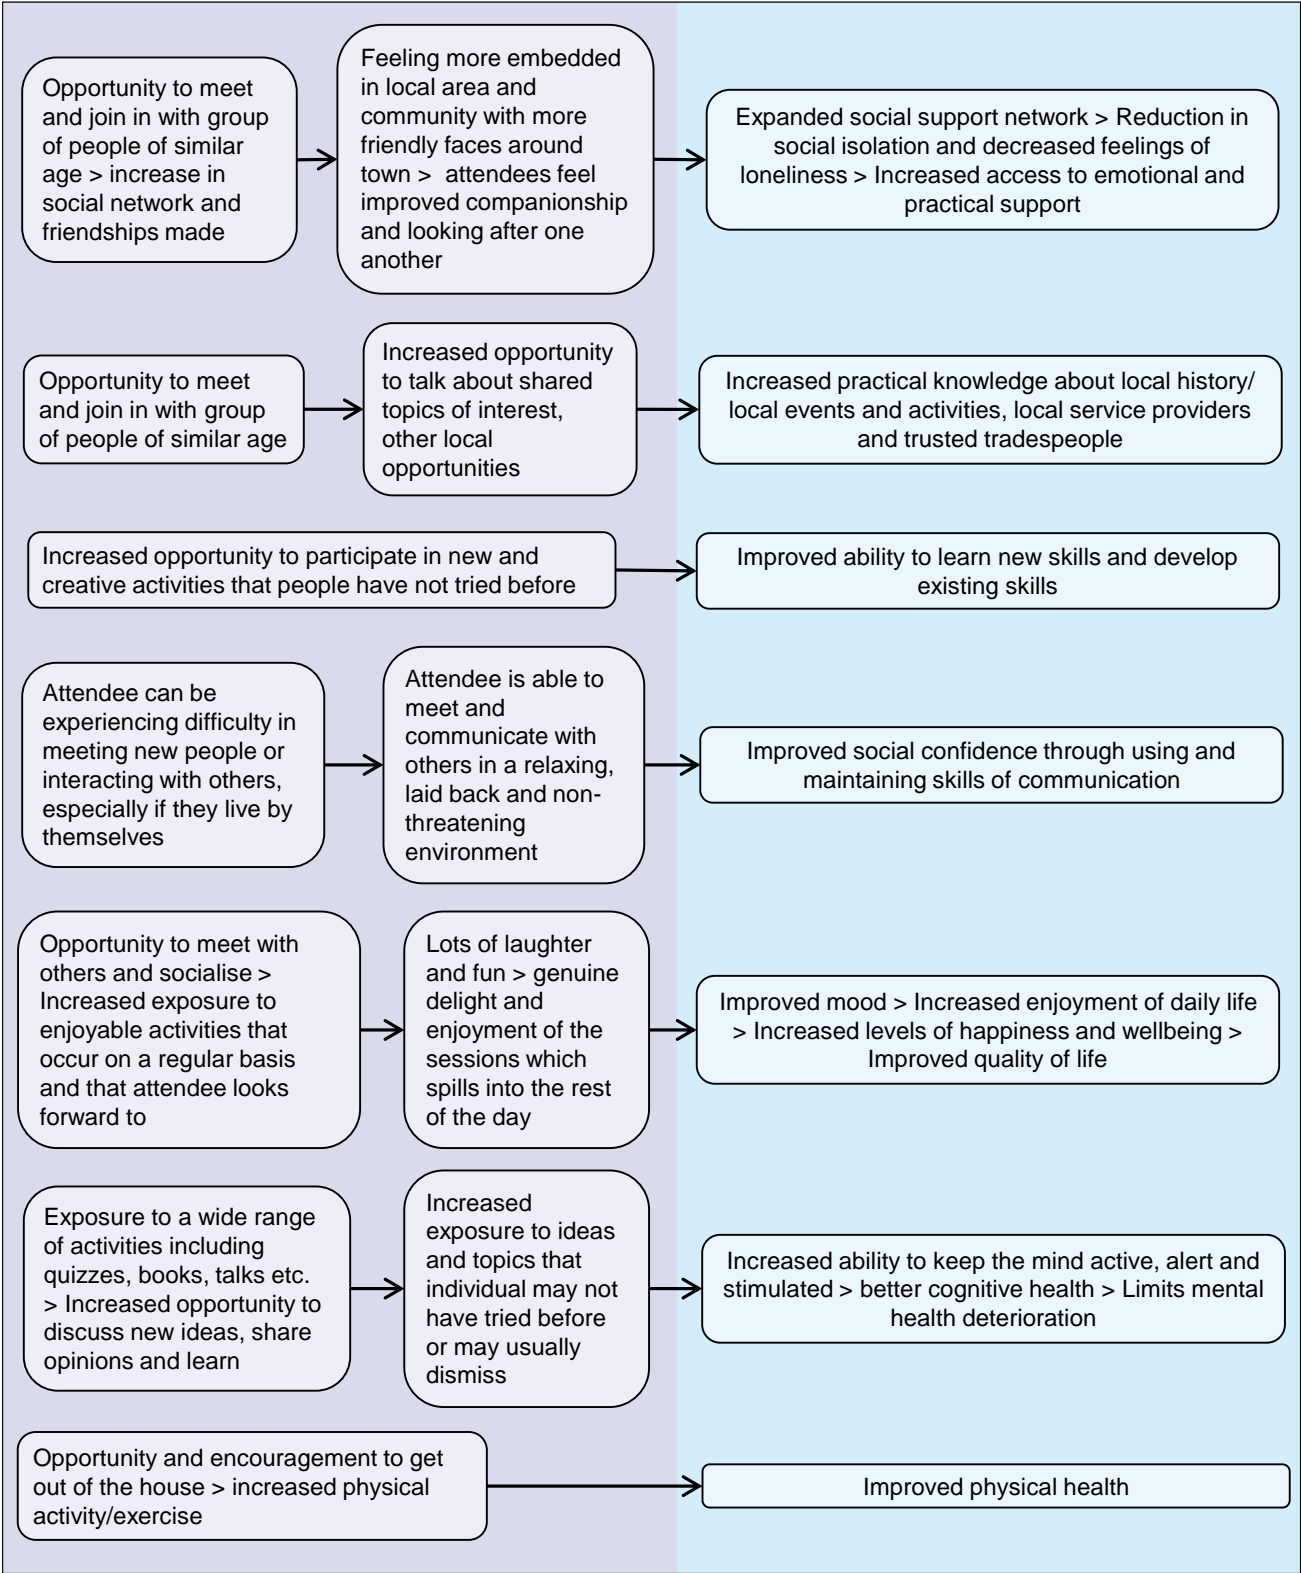 Opportunity to meet
and join in with group
of people of similar
age > increase in
social network and
friendships made
Feeling more embedded
in local area and
community with more
friendly faces around
town >  attendees feel
improved companionship
and looking after one
another
Expanded social support network > Reduction in
social isolation and decreased feelings of
loneliness > Increased access to emotional and
practical support
Opportunity to meet
and join in with group
of people of similar age
Increased opportunity
to talk about shared
topics of interest,
other local
opportunities
Increased practical knowledge about local history/
local events and activities, local service providers
and trusted tradespeople
Increased opportunity to participate in new and
creative activities that people have not tried before
Improved ability to learn new skills and develop
existing skills
Attendee can be
experiencing difficulty in
meeting new people or
interacting with others,
especially if they live by
themselves
Attendee is able to
meet and
communicate with
others in a relaxing,
laid back and non-
threatening
environment
Improved social confidence through using and
maintaining skills of communication
Opportunity to meet with
others and socialise >
Increased exposure to
enjoyable activities that
occur on a regular basis
and that attendee looks
forward to
Lots of laughter
and fun > genuine
delight and
enjoyment of the
sessions which
spills into the rest
of the day
Improved mood > Increased enjoyment of daily life
> Increased levels of happiness and wellbeing >
Improved quality of life
Exposure to a wide range
of activities including
quizzes, books, talks etc.
> Increased opportunity to
discuss new ideas, share
opinions and learn
Increased
exposure to ideas
and topics that
individual may not
have tried before
or may usually
dismiss
Increased ability to keep the mind active, alert and
stimulated > better cognitive health > Limits mental
health deterioration
Opportunity and encouragement to get
out of the house > increased physical
activity/exercise
Improved physical health